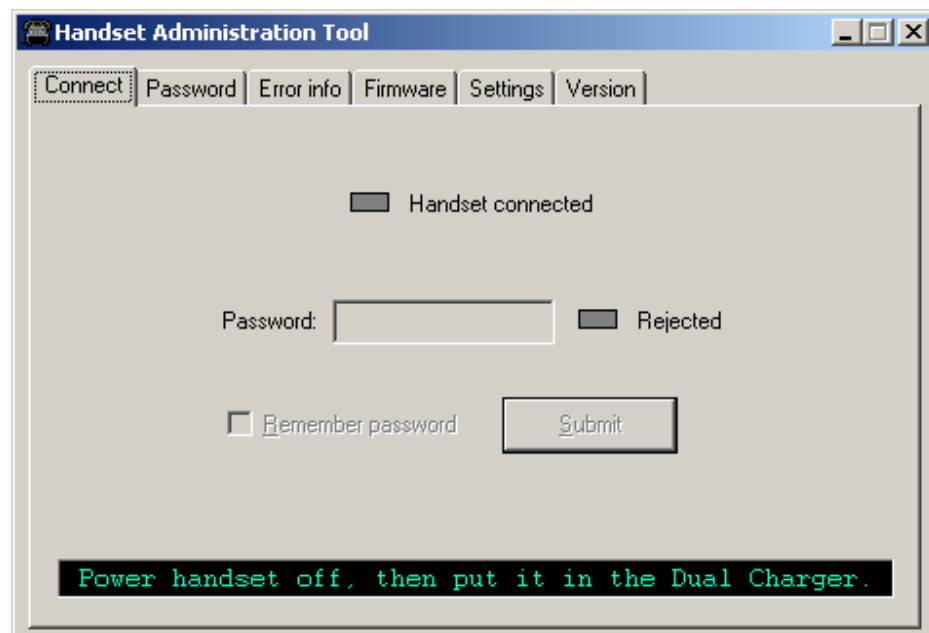 Handset Administration Tool
Connect Password Error info Firmware Settings Version
Handset connected
Password: Rejected
Remember password Submit
Power handset off, then put it in the Dual Charger.